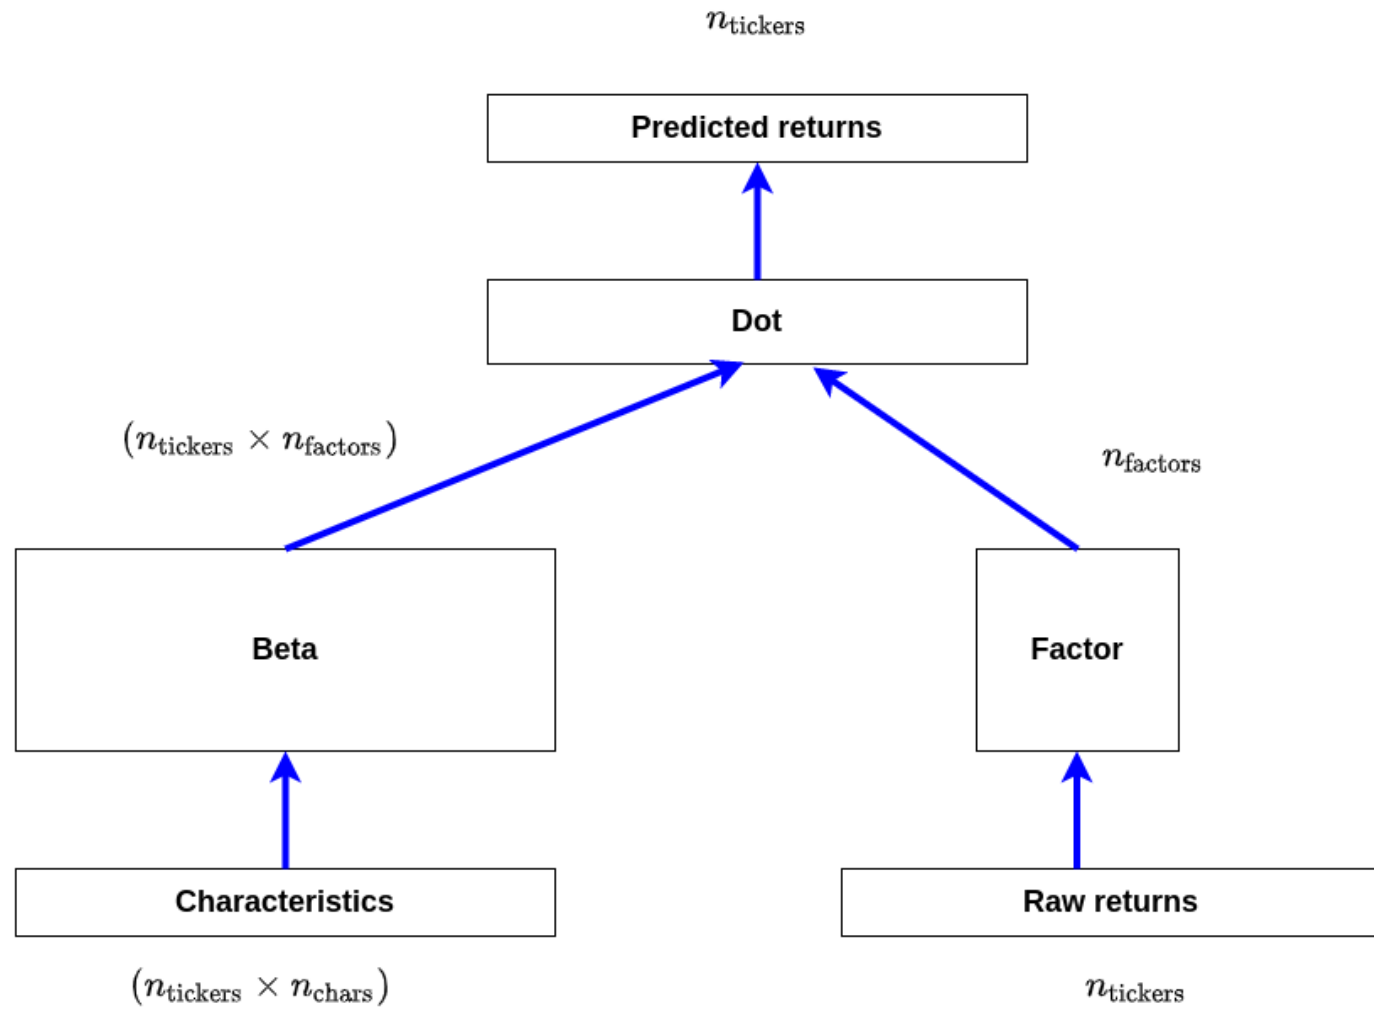 n_tickers
Predicted returns
Dot
(n_tickers × n_factors)
n_factors
Beta
Factor
Characteristics
Raw returns
(n_tickers × n_chars)
n_tickers